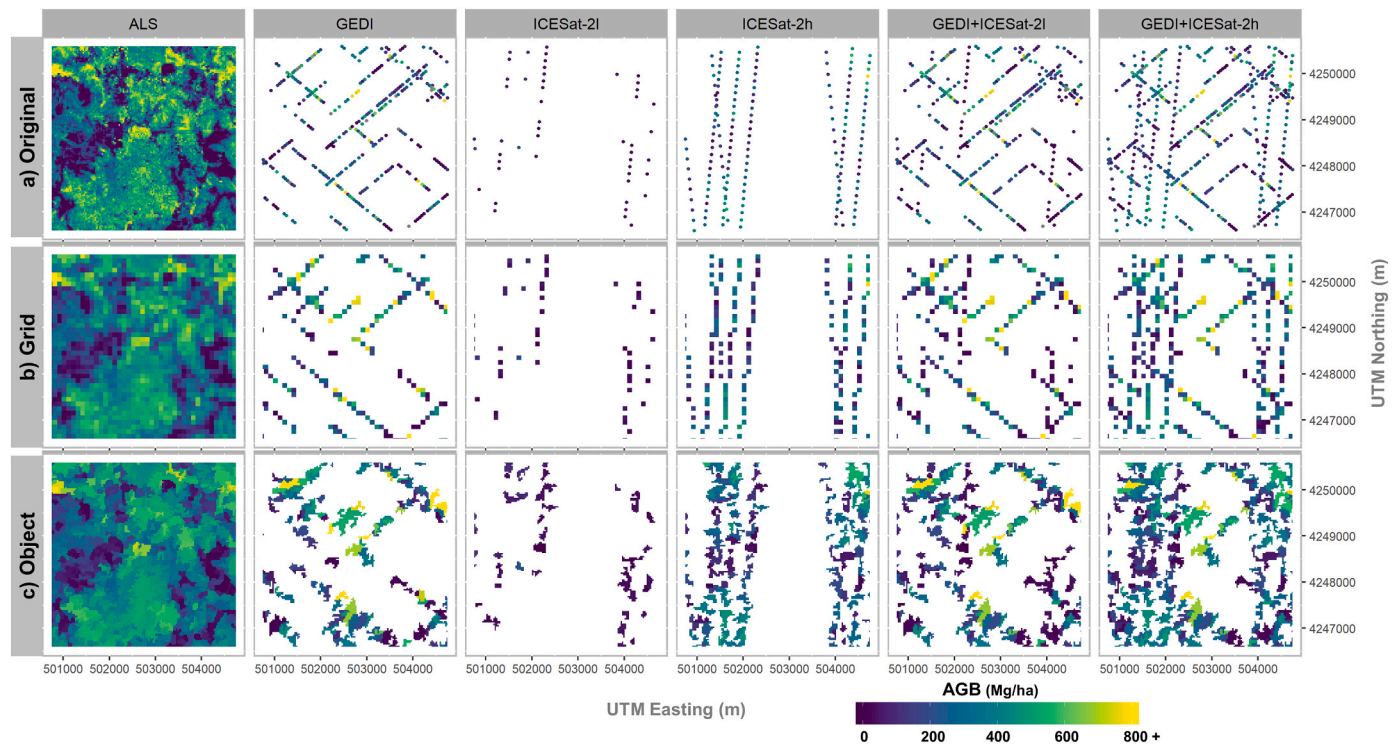 ALS GEDI ICESat-2l ICESat-2h GEDI+ICESat-2l GEDI+ICESat-2h
a) Original
4250000
4249000
4248000
4247000
b) Grid
4250000
4249000
4248000
4247000
UTM Northing (m)
c) Object
4250000
4249000
4248000
4247000
501000 502000 503000 504000 501000 502000 503000 504000 501000 502000 503000 504000 501000 502000 503000 504000 501000 502000 503000 504000 501000 502000 503000 504000
UTM Easting (m)
AGB (Mg/ha)
0 200 400 600 800 +